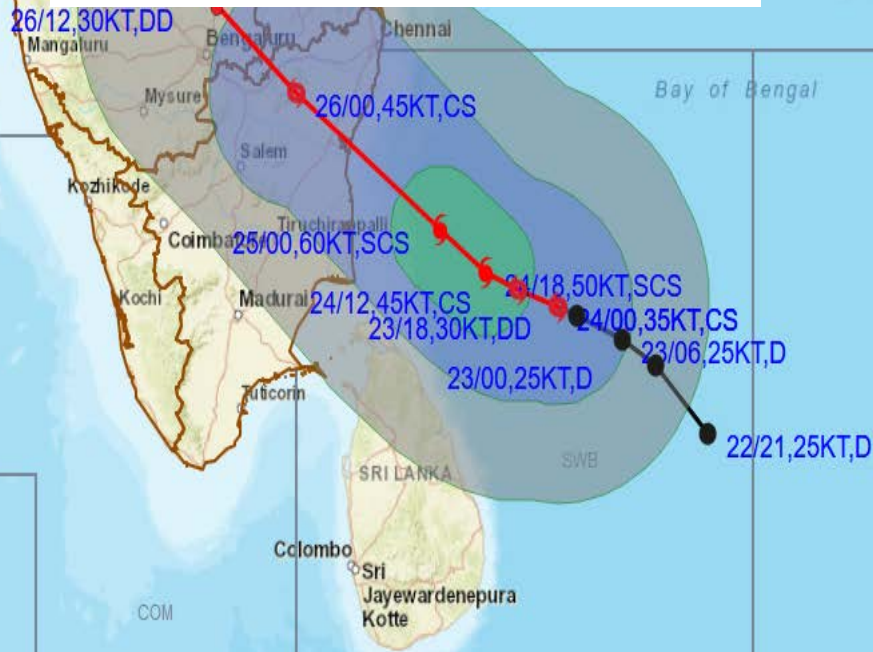 26/12,30KT,DD
Mangaluru
Bengaluru
Chennai
Mysure
26/00,45KT,CS
Bay of Bengal
Salem
Kozhikode
Tiruchirappalli
25/00,60KT,SCS
Kochi
Madurai
24/12,45KT,CS
24/18,50KT,SCS
23/18,30KT,DD
24/00,35KT,CS
23/06,25KT,D
23/00,25KT,D
Tuticorin
22/21,25KT,D
SRI LANKA
SWB
Colombo
Sri
Jayewardenepura
Kotte
COM